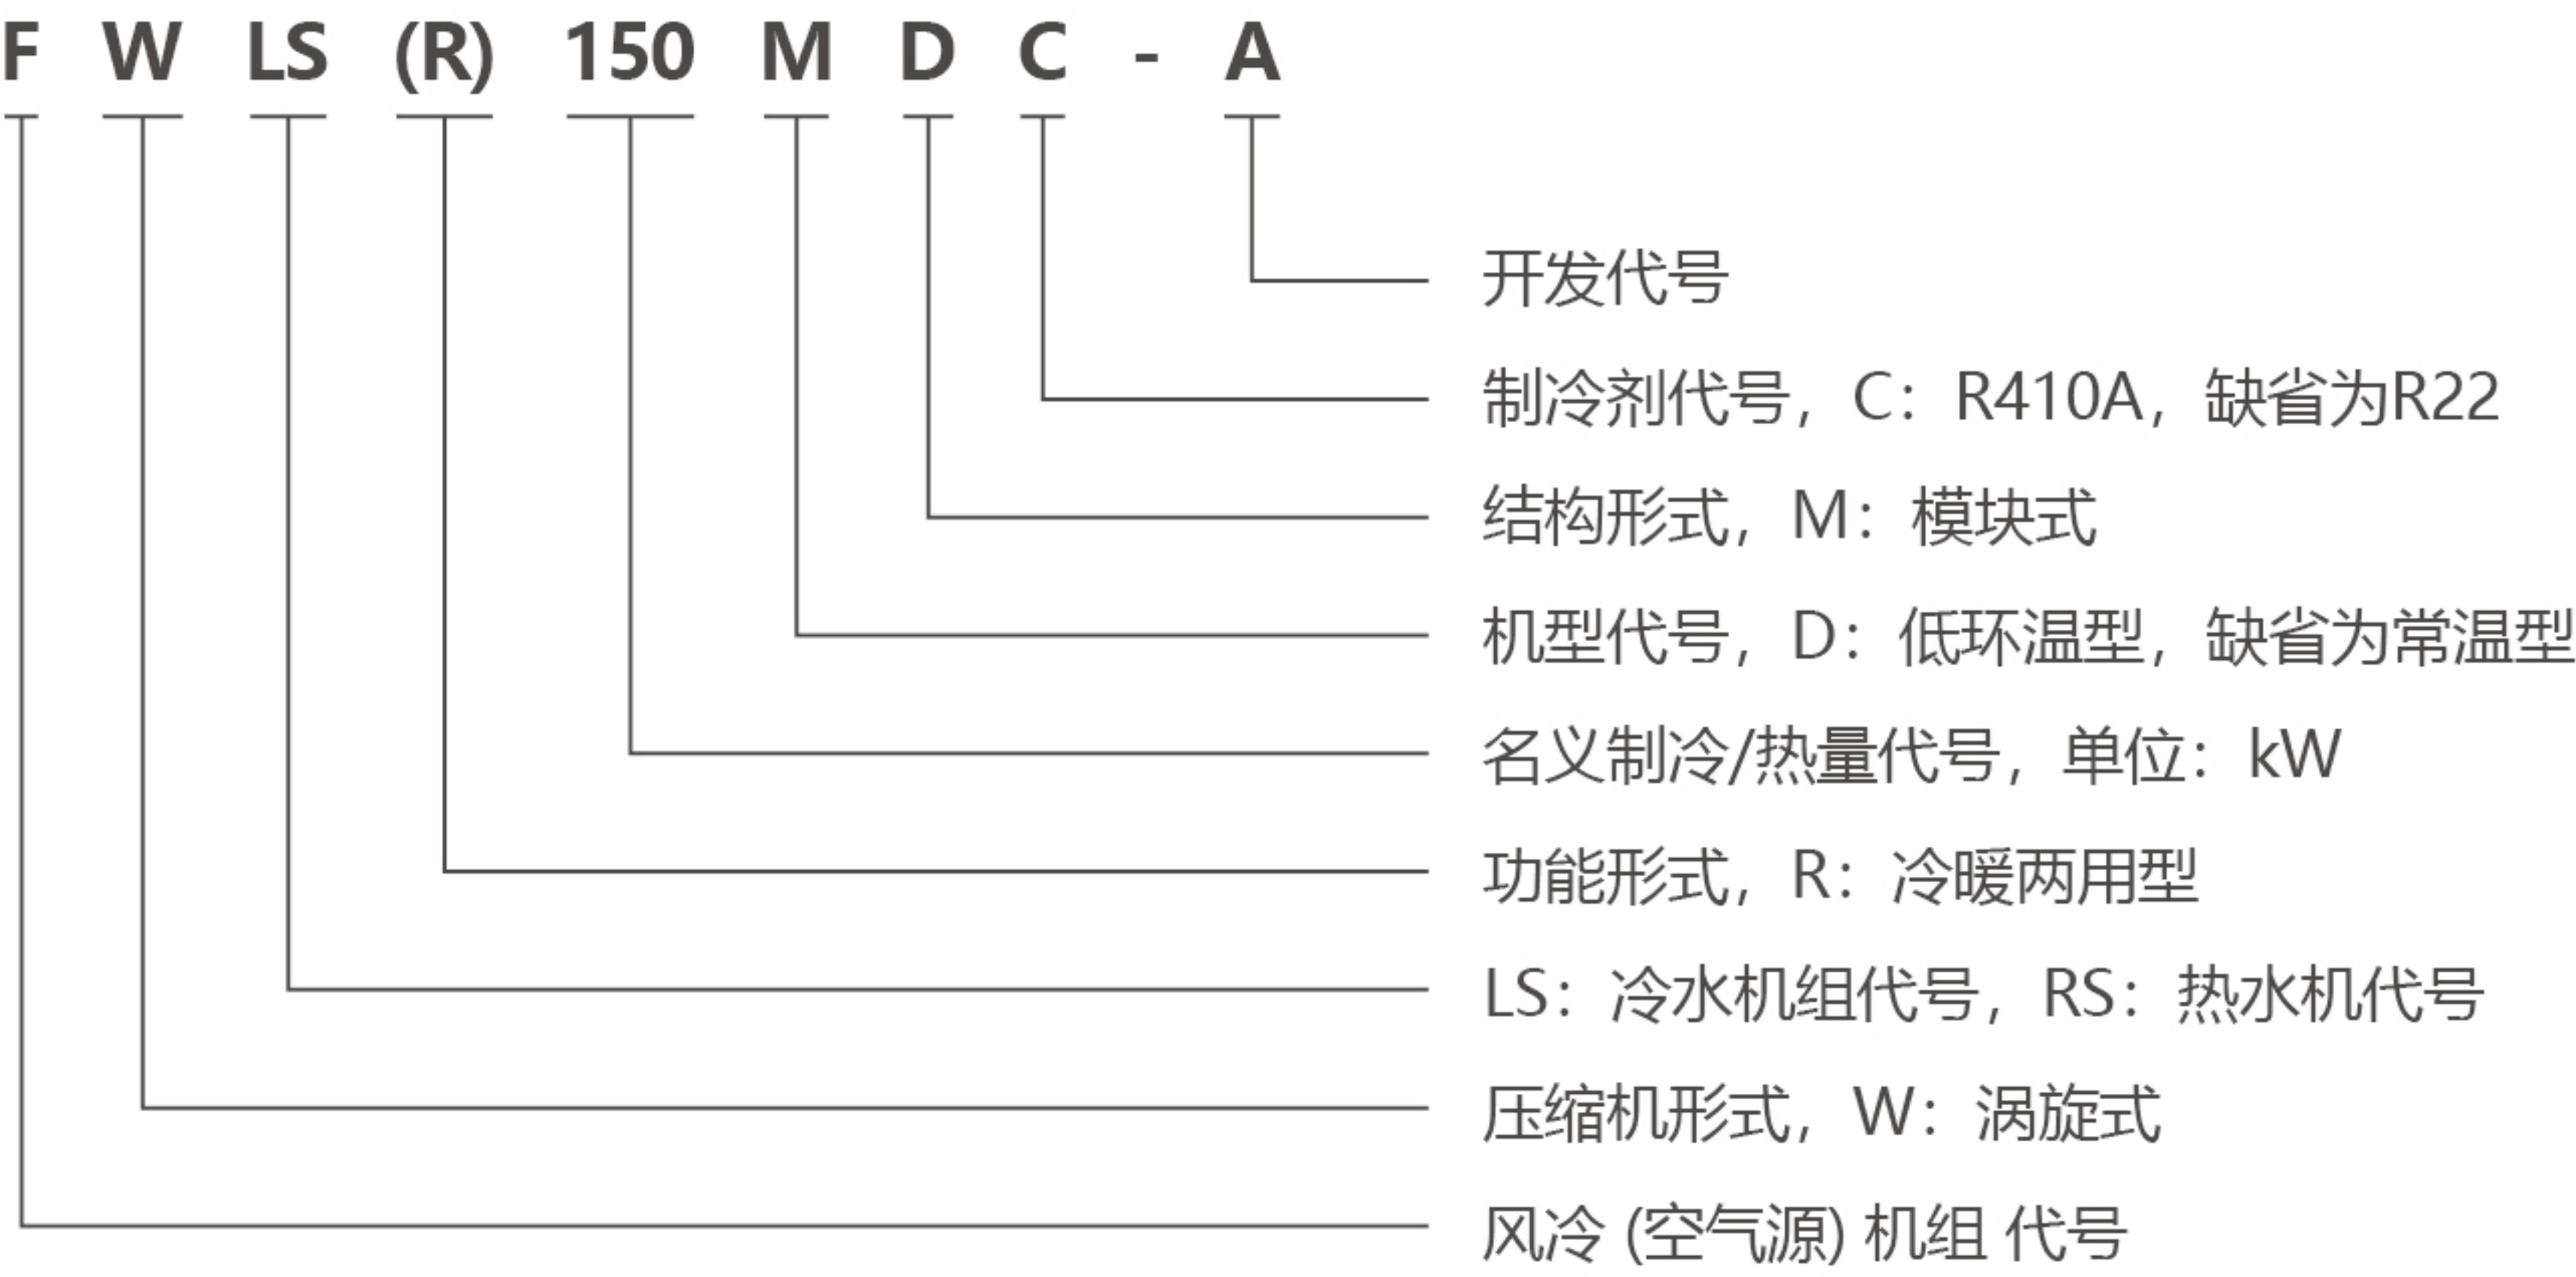 F W LS (R) 150 M D C - A
开发代号
制冷剂代号，C：R410A，缺省为R22
结构形式，M：模块式
机型代号，D：低环温型，缺省为常温型
名义制冷/热量代号，单位：kW
功能形式，R：冷暖两用型
LS：冷水机组代号，RS：热水机代号
压缩机形式，W：涡旋式
风冷 (空气源) 机组 代号